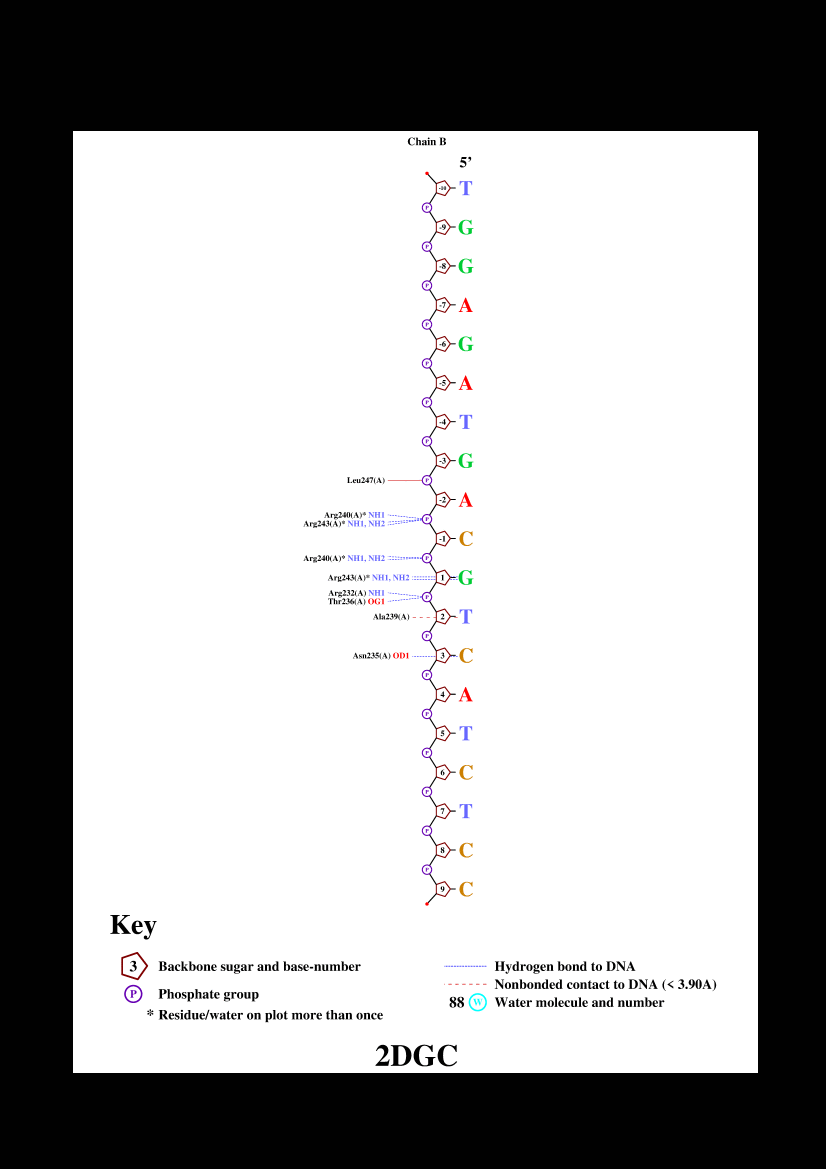 Chain B
5’
-10 T
P
-9 G
P
-8 G
P
-7 A
P
-6 G
P
-5 A
P
-4 T
P
-3 G
Leu247(A) P
-2 A
Arg240(A)* NH1
Arg243(A)* NH1, NH2 P
-1 C
Arg240(A)* NH1, NH2 P
Arg243(A)* NH1, NH2 1 G
Arg232(A) NH1
Thr236(A) OG1 P
Ala239(A) 2 T
P
Asn235(A) OD1 3 C
P
4 A
P
5 T
P
6 C
P
7 T
P
8 C
P
9 C
Key
3 Backbone sugar and base-number
P Phosphate group
* Residue/water on plot more than once
Hydrogen bond to DNA
Nonbonded contact to DNA (< 3.90A)
88 W Water molecule and number
2DGC